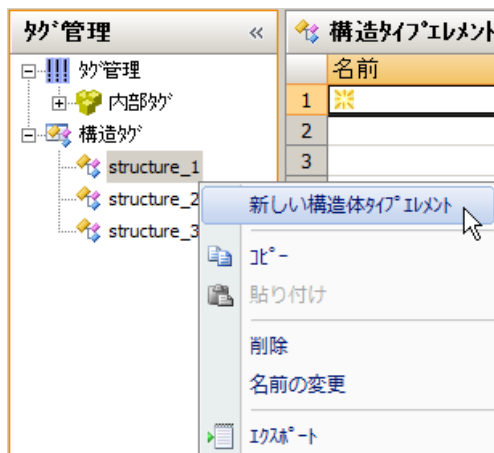 ﾀｸﾞ管理
«
構造ﾀｲﾌﾟｴﾚﾒﾝﾄ
ﾀｸﾞ管理
内部ﾀｸﾞ
構造ﾀｸﾞ
structure_1
structure_2
structure_3
名前
1
2
3
新しい構造体ﾀｲﾌﾟｴﾚﾒﾝﾄ
ｺﾋﾟｰ
貼り付け
削除
名前の変更
ｴｸｽﾎﾟｰﾄ